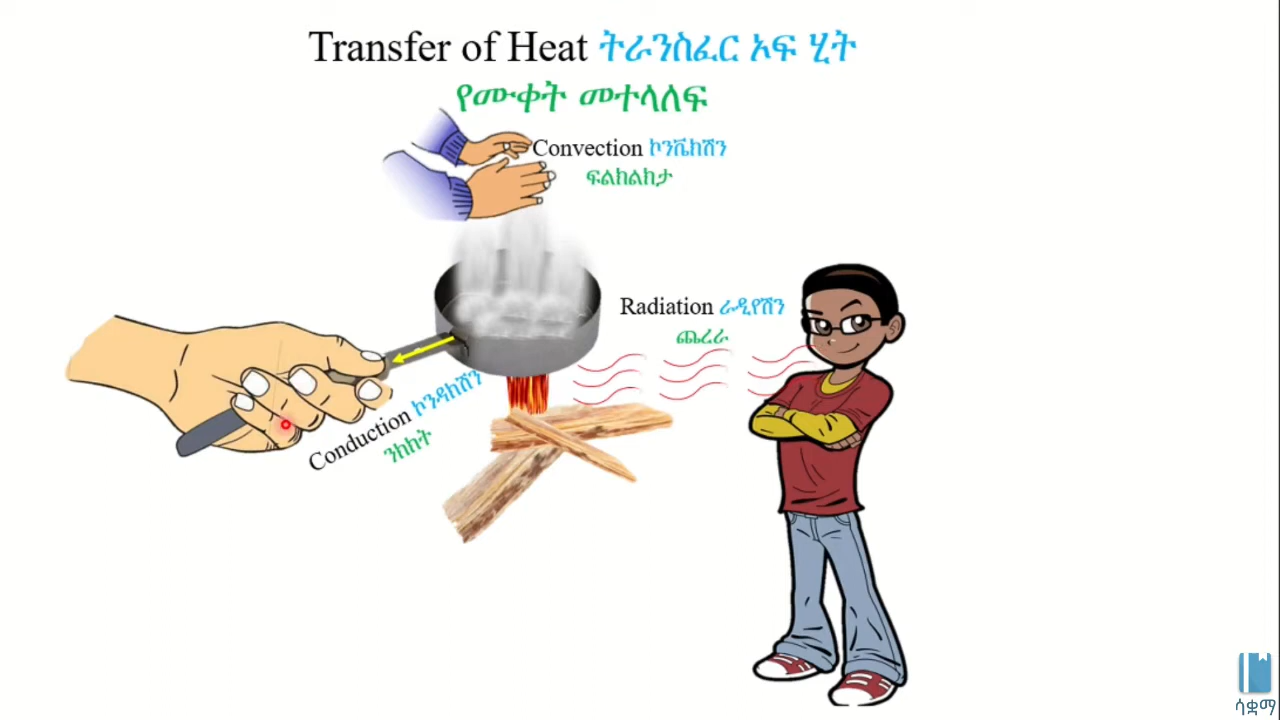 Transfer of Heat ትራንስፈር ኦፍ ሂት
የሙቀት መተላለፍ
Convection ኮንቬክሽን
ፍልክልክታ
Radiation ራዲየሽን
ጨረራ
Conduction ኮንዳክሽን
ንክኪት
ሳቋማ